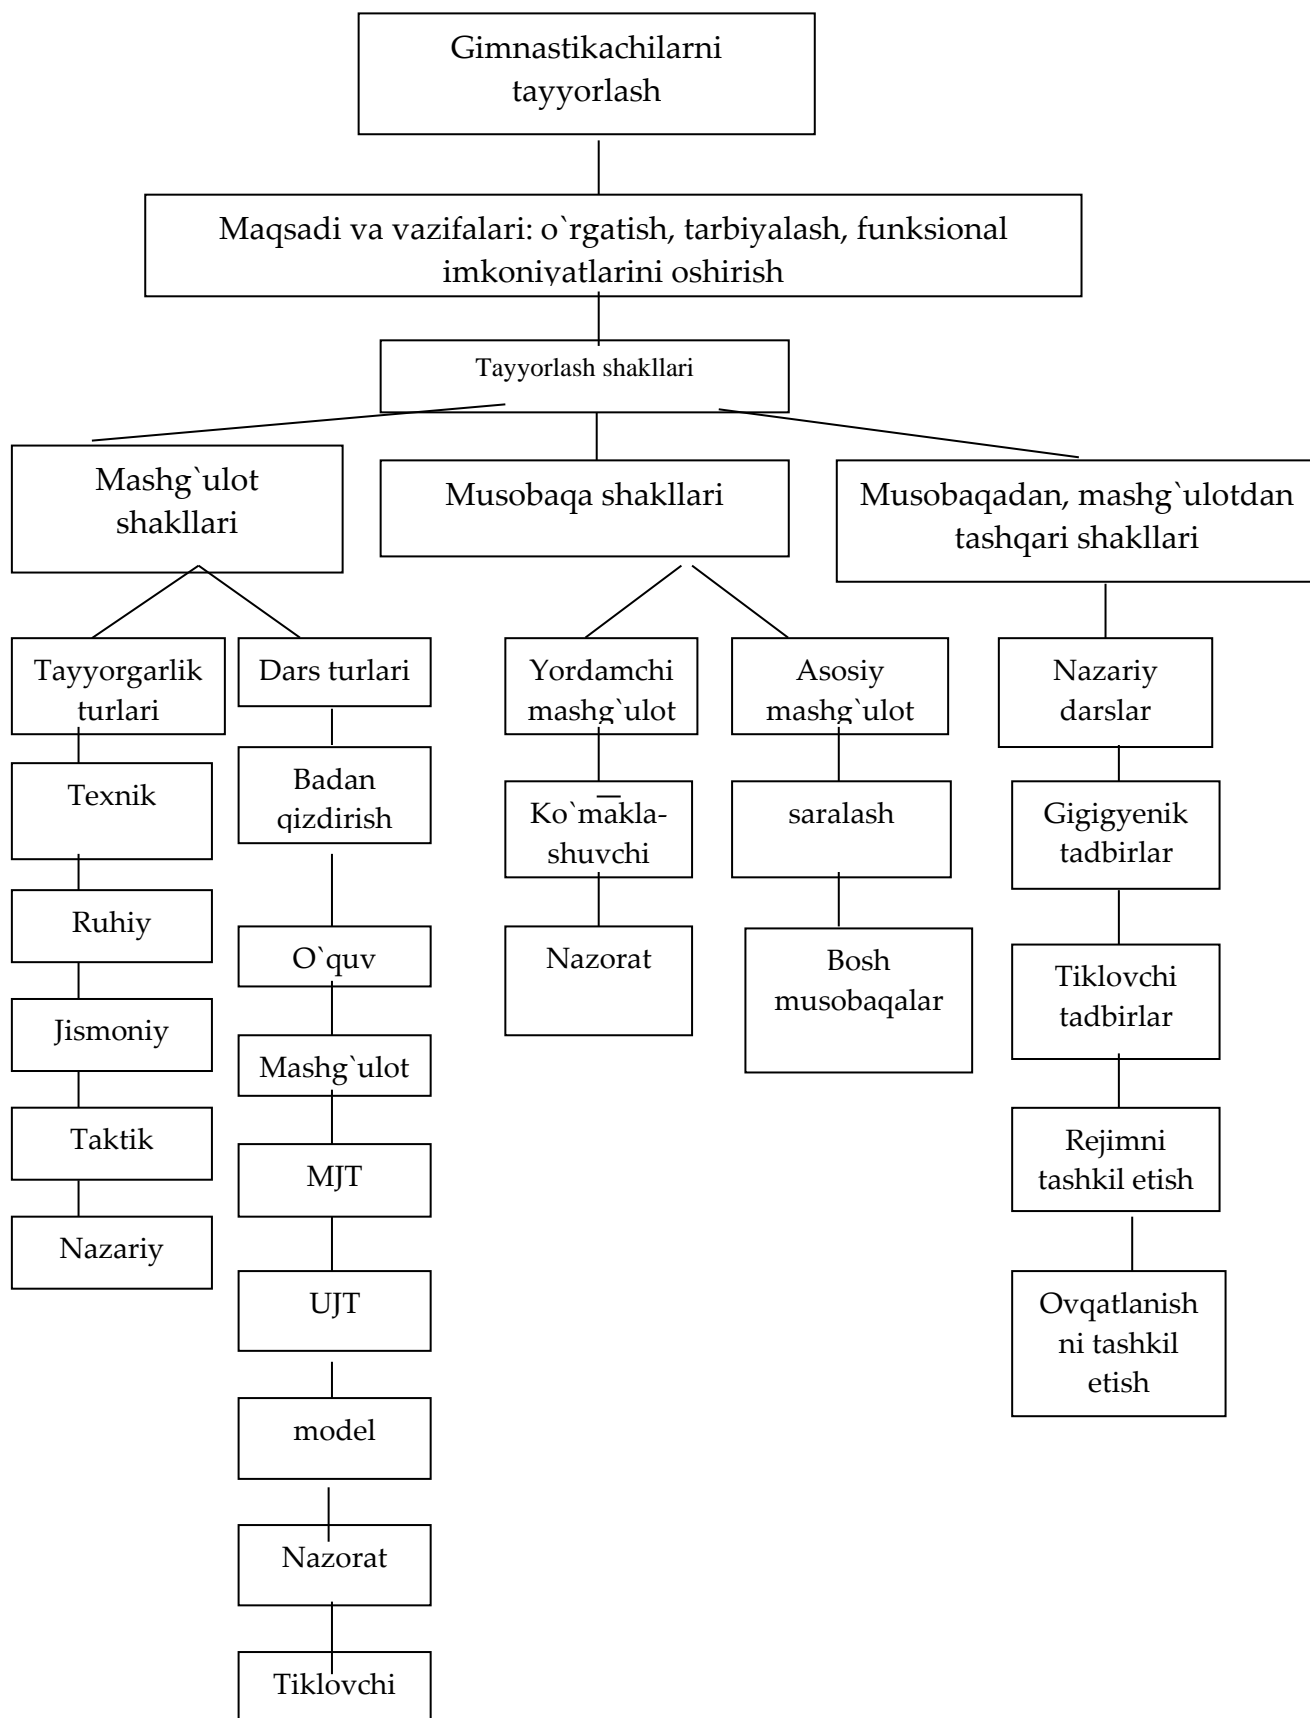 Gimnastikachilarni
tayyorlash
Maqsadi va vazifalari: o`rgatish, tarbiyalash, funksional
imkoniyatlarini oshirish
Tayyorlash shakllari
Mashg`ulot
shakllari
Musobaqa shakllari
Musobaqadan, mashg`ulotdan
tashqari shakllari
Tayyorgarlik
turlari
Texnik
Ruhiy
Jismoniy
Taktik
Nazariy
Dars turlari
Badan
qizdirish
O`quv
Mashg`ulot
MJT
UJT
model
Nazorat
Tiklovchi
Yordamchi
mashg`ulot
Ko`makla-
shuvchi
Nazorat
Asosiy
mashg`ulot
saralash
Bosh
musobaqalar
Nazariy
darslar
Gigigyenik
tadbirlar
Tiklovchi
tadbirlar
Rejimni
tashkil etish
Ovqatlanish
ni tashkil
etish